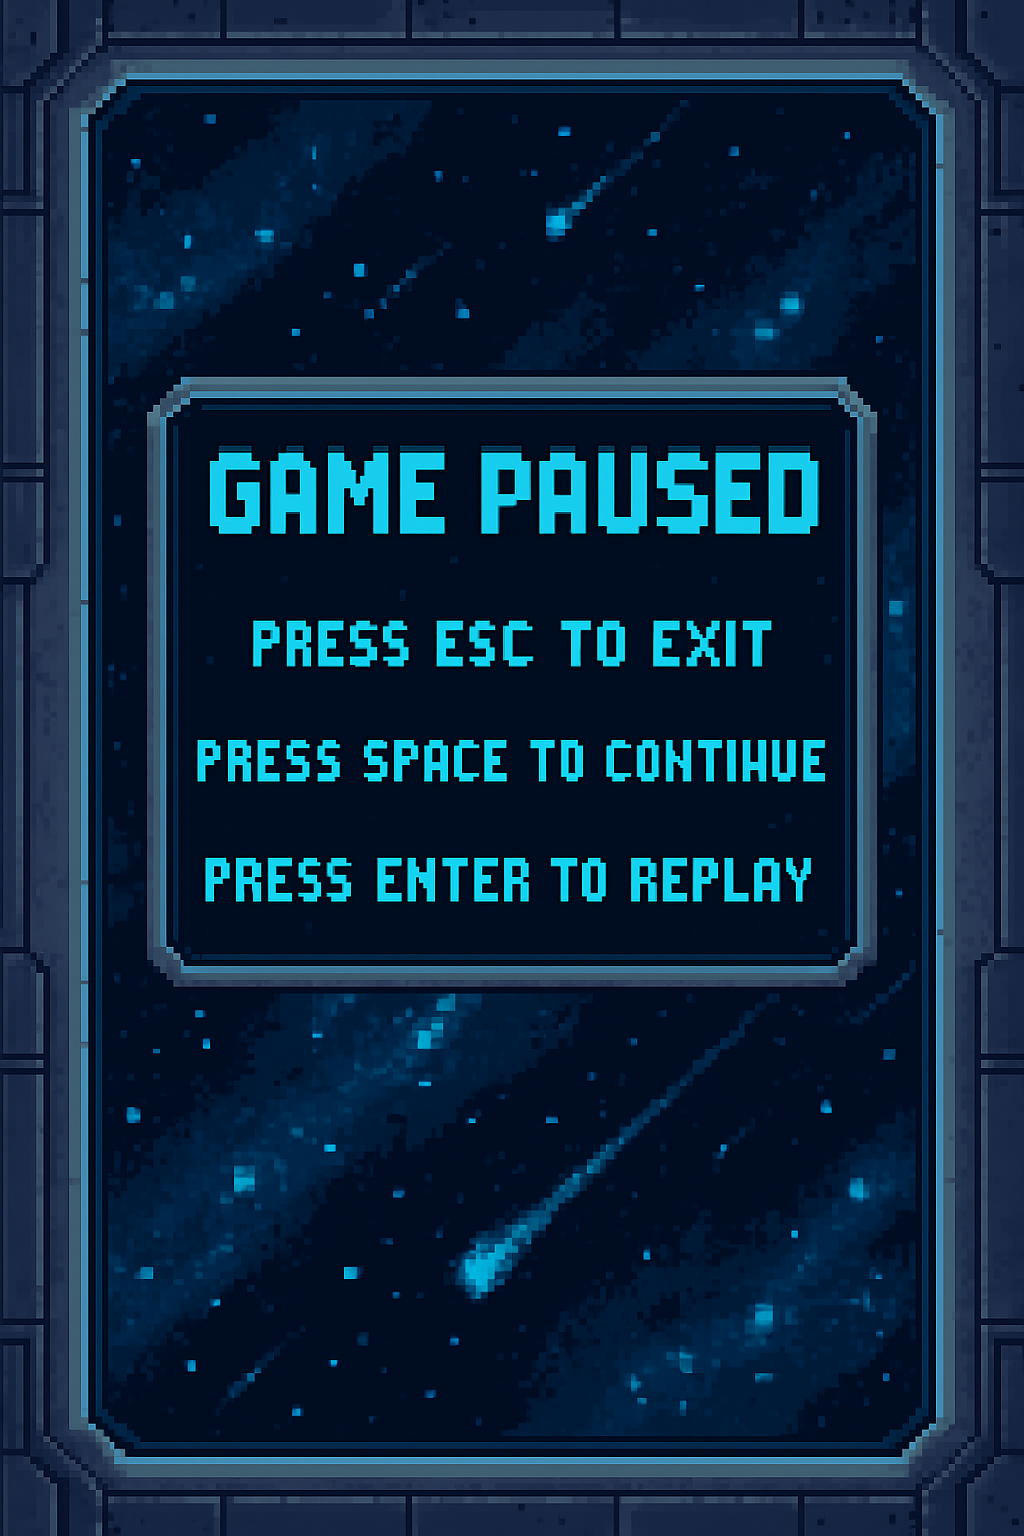 GAME PAUSED
PRESS ESC TO EXIT
PRESS SPACE TO CONTIHUE
PRESS ENTER TO REPLAY